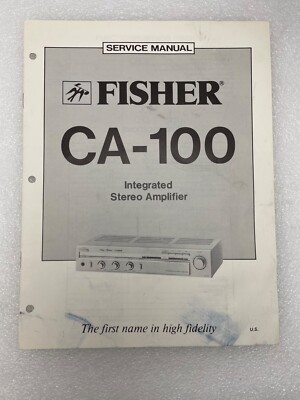 SERVICE MANUAL
FISHER®
CA-100
Integrated
Stereo Amplifier
The first name in high fidelity
U.S.